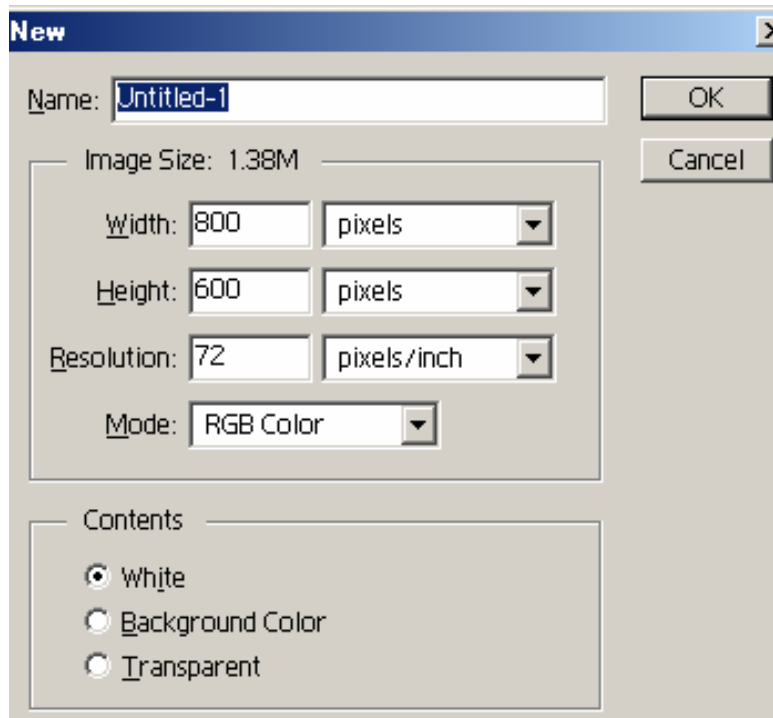 New
Name: Untitled-1
OK
Image Size: 1.38M
Cancel
Width: 800 pixels
Height: 600 pixels
Resolution: 72 pixels/inch
Mode: RGB Color
Contents
White
Background Color
Transparent